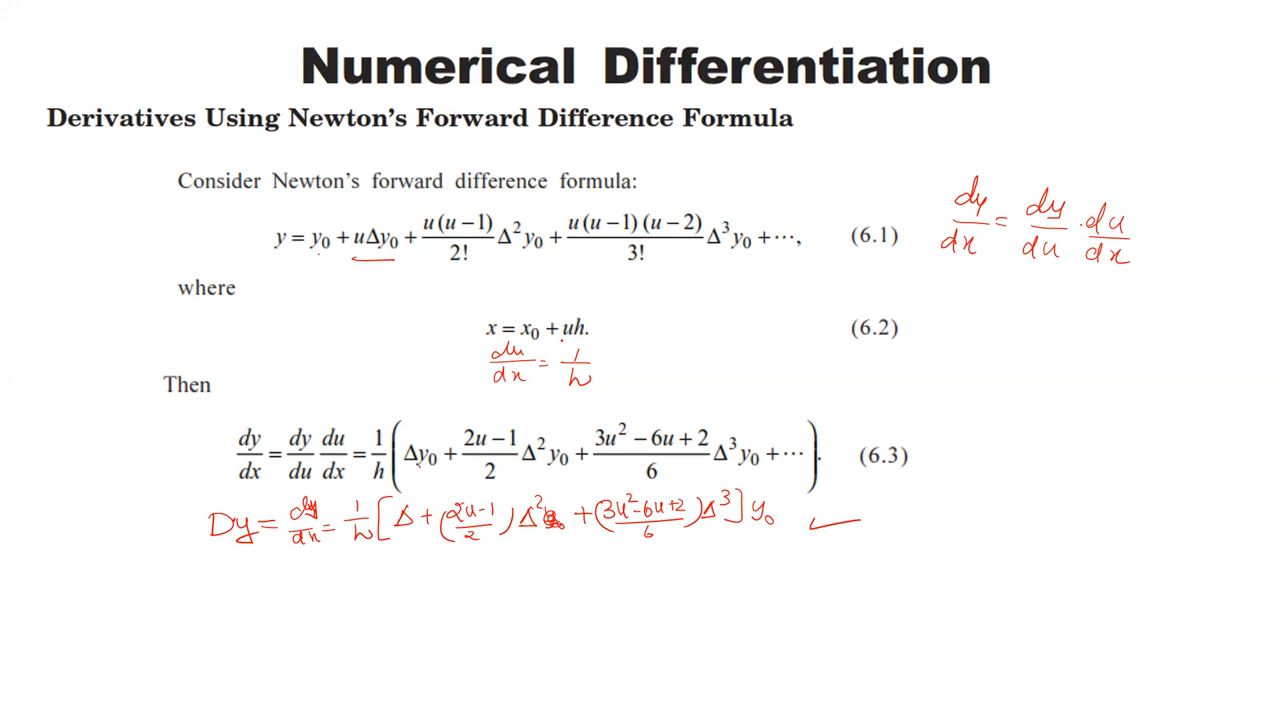 Numerical Differentiation
Derivatives Using Newton's Forward Difference Formula
Consider Newton's forward difference formula:
y = y₀ + uΔy₀ + u(u − 1)/2! Δ²y₀ + u(u − 1)(u − 2)/3! Δ³y₀ + ⋯, (6.1)
dy/dx = dy/du · du/dx
where
x = x₀ + uh. (6.2)
du/dx = 1/h
Then
dy/dx = dy/du du/dx = 1/h (Δy₀ + 2u − 1/2 Δ²y₀ + 3u² − 6u + 2/6 Δ³y₀ + ⋯). (6.3)
Dy = dy/dx = 1/h [Δ + (2u-1/2) Δ² + (3u²-6u+2/6) Δ³] y₀